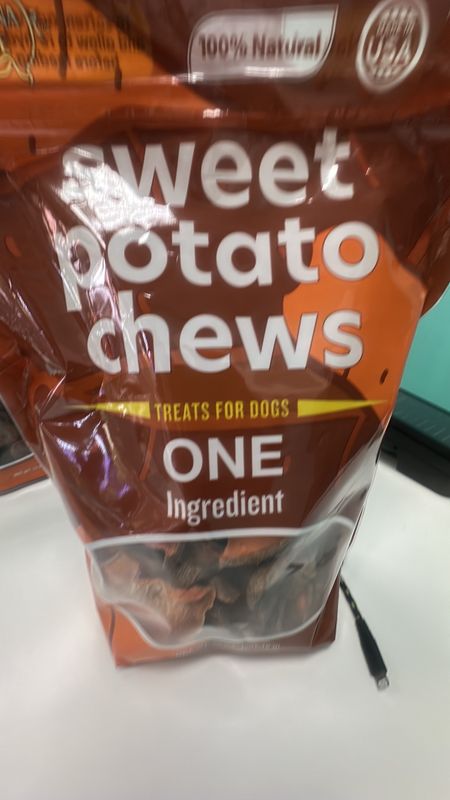 100% Natural
USA
sweet
potato
chews
TREATS FOR DOGS
ONE
Ingredient